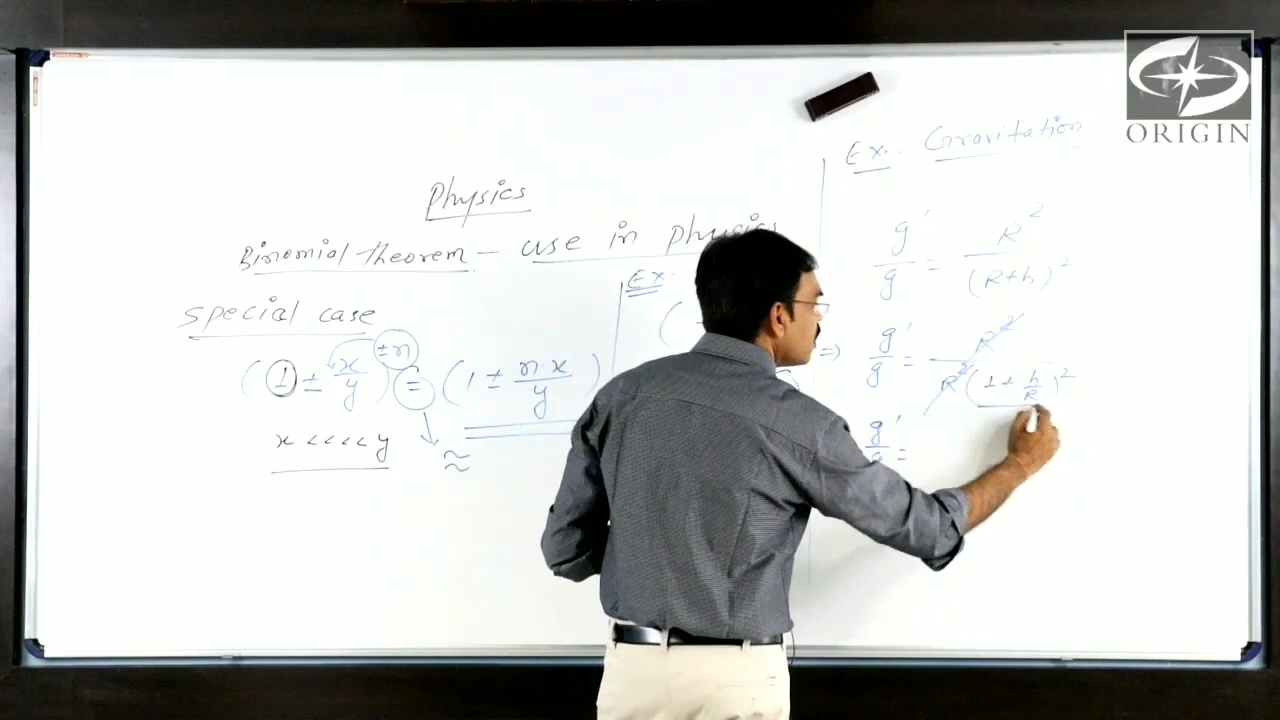 ORIGIN
Physics
Binomial theorem - use in physics
special case
(1 ± x/y)^±n = (1 ± n.x/y)
x <<<< y
≈
Ex.
Ex. Gravitation
g'/g = R²/(R+h)²
=> g'/g = R²/R²(1 + h/R)²
g'/g =